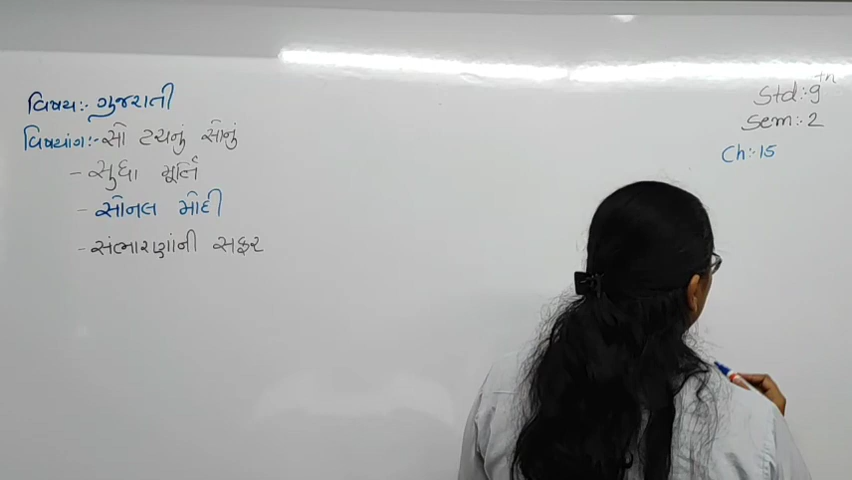 વિષય:- ગુજરાતી
વિષયાંગ:- સો ટચનું સોનું
- સુધા મૂર્તિ
- સોનલ મોદી
- સંભારણાંની સફર
Std:- 9th
Sem:- 2
Ch:- 15